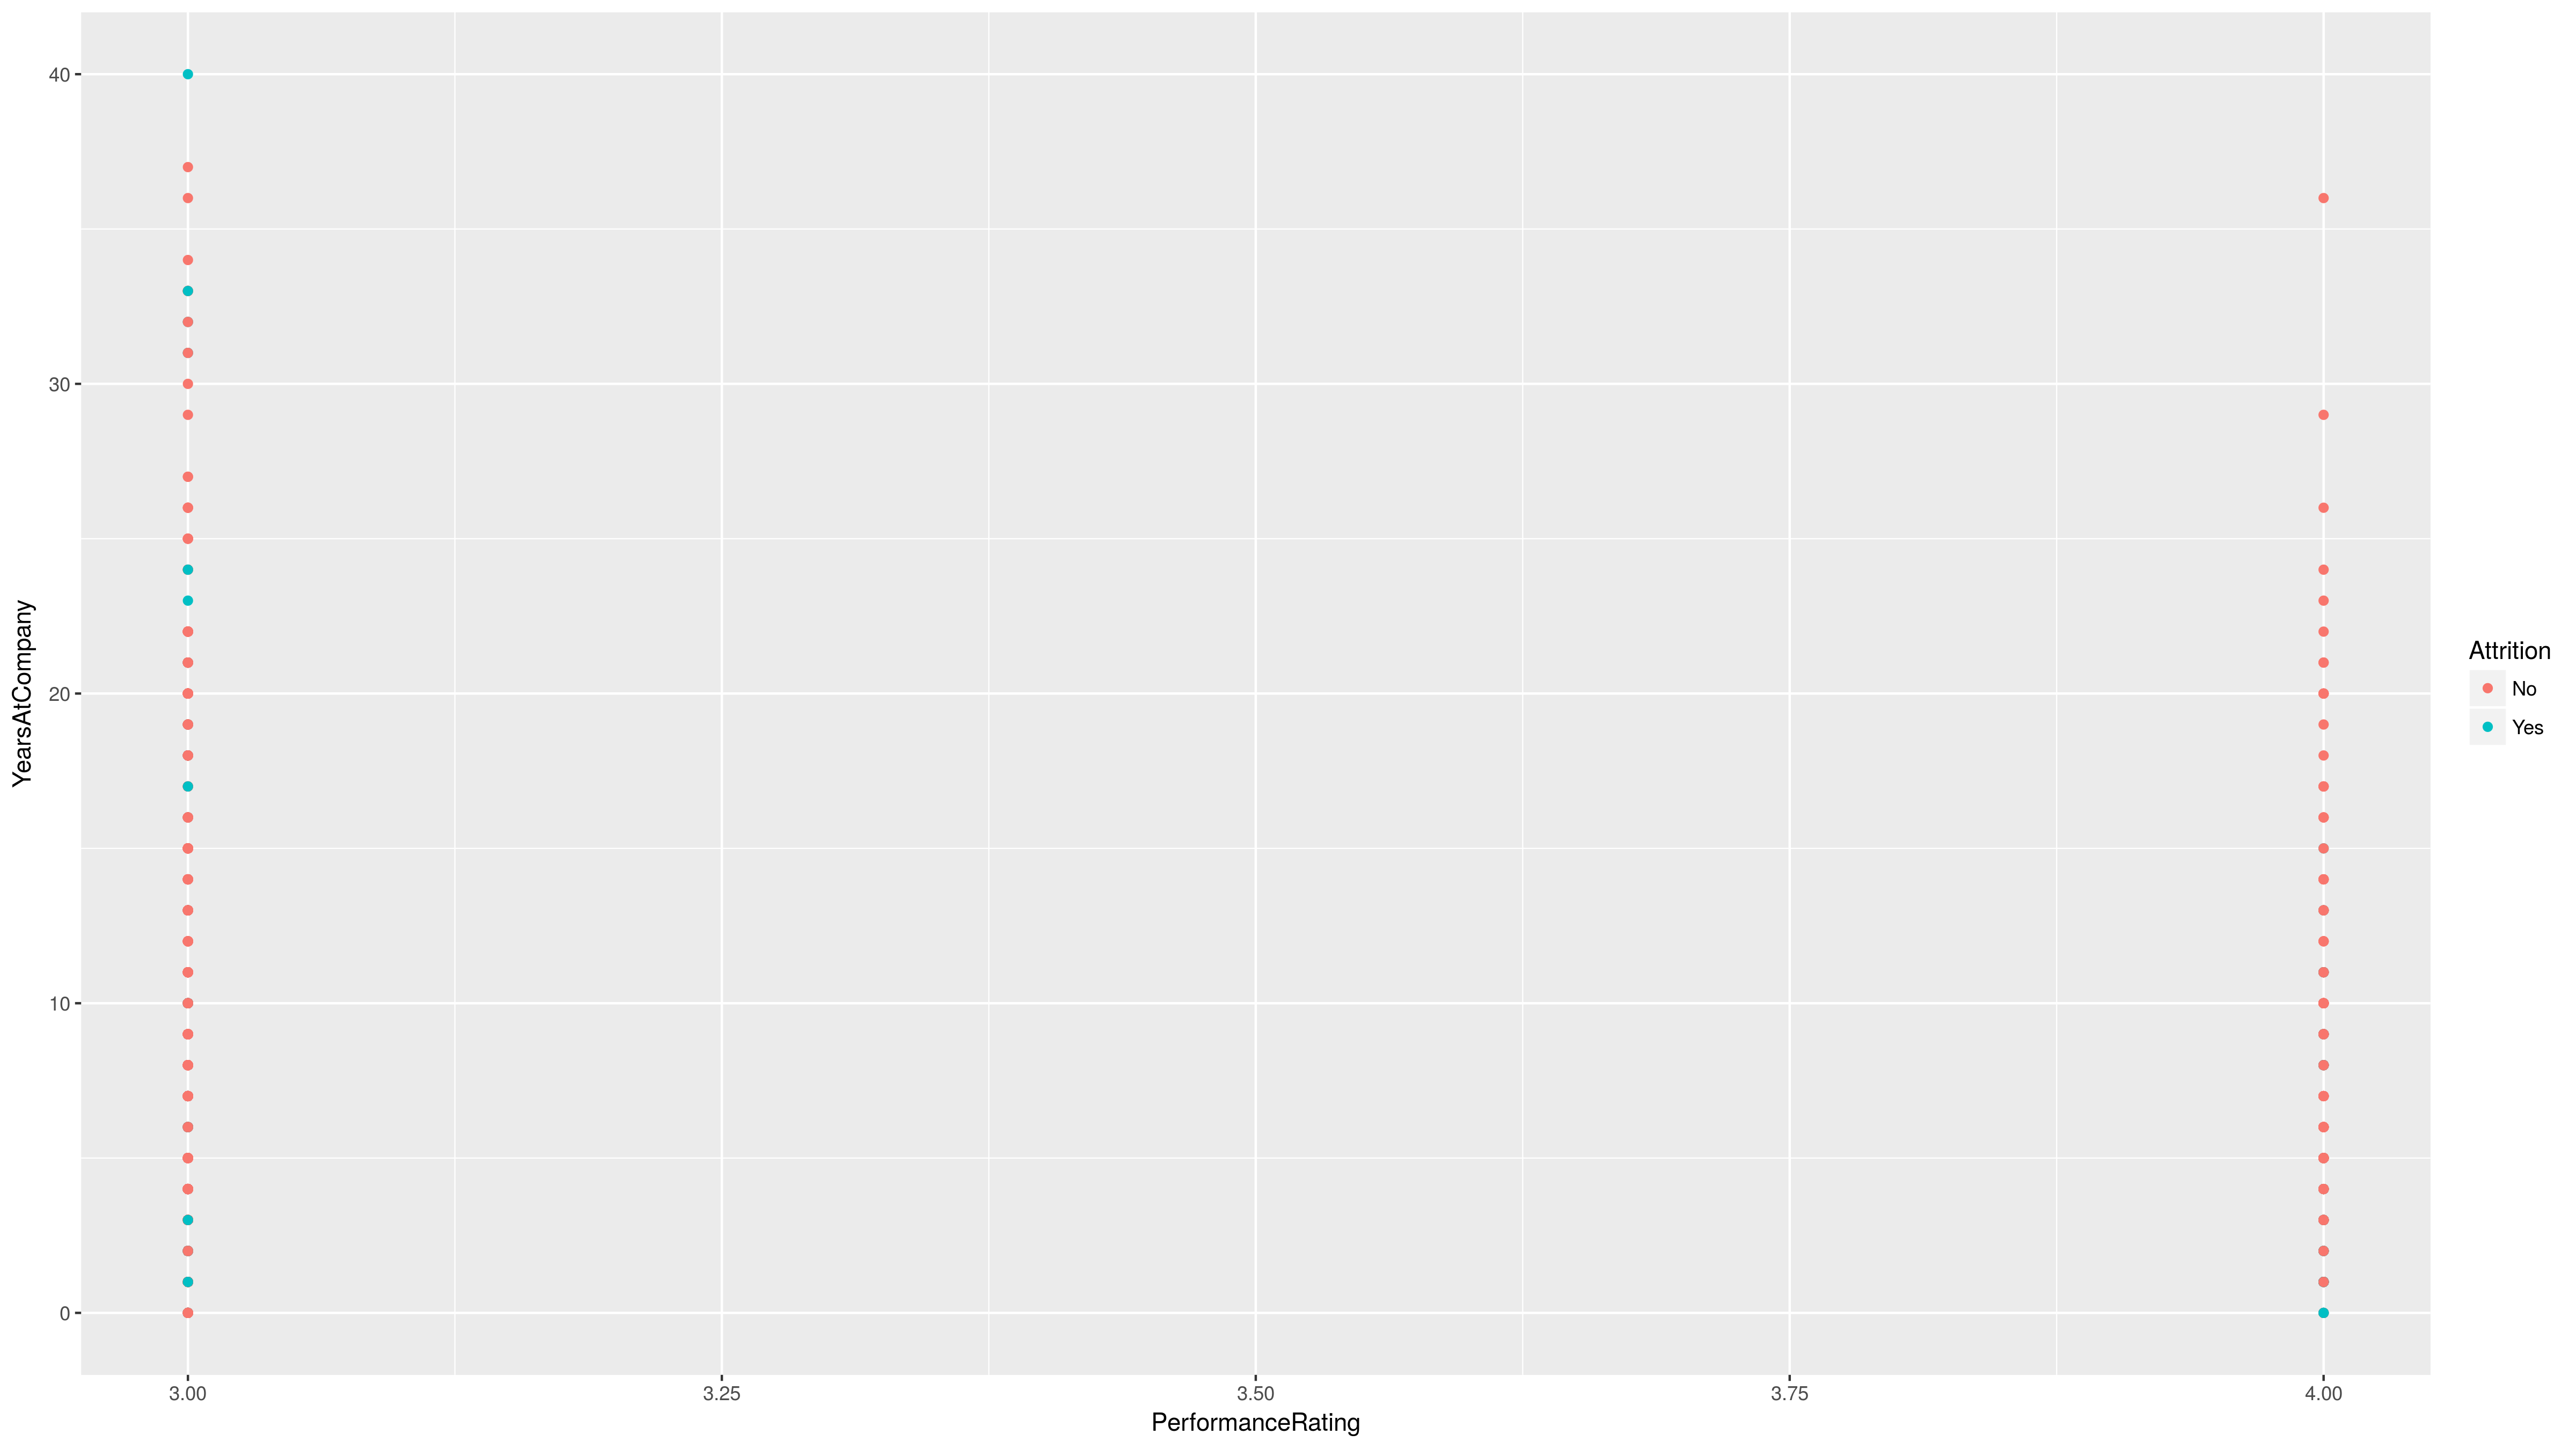 YearsAtCompany
40
30
20
10
0
3.00 3.25 3.50 3.75 4.00
PerformanceRating
Attrition
No
Yes